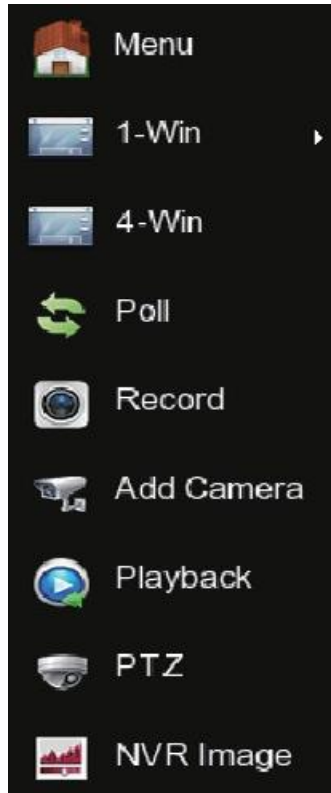 Menu
1-Win
4-Win
Poll
Record
Add Camera
Playback
PTZ
NVR Image